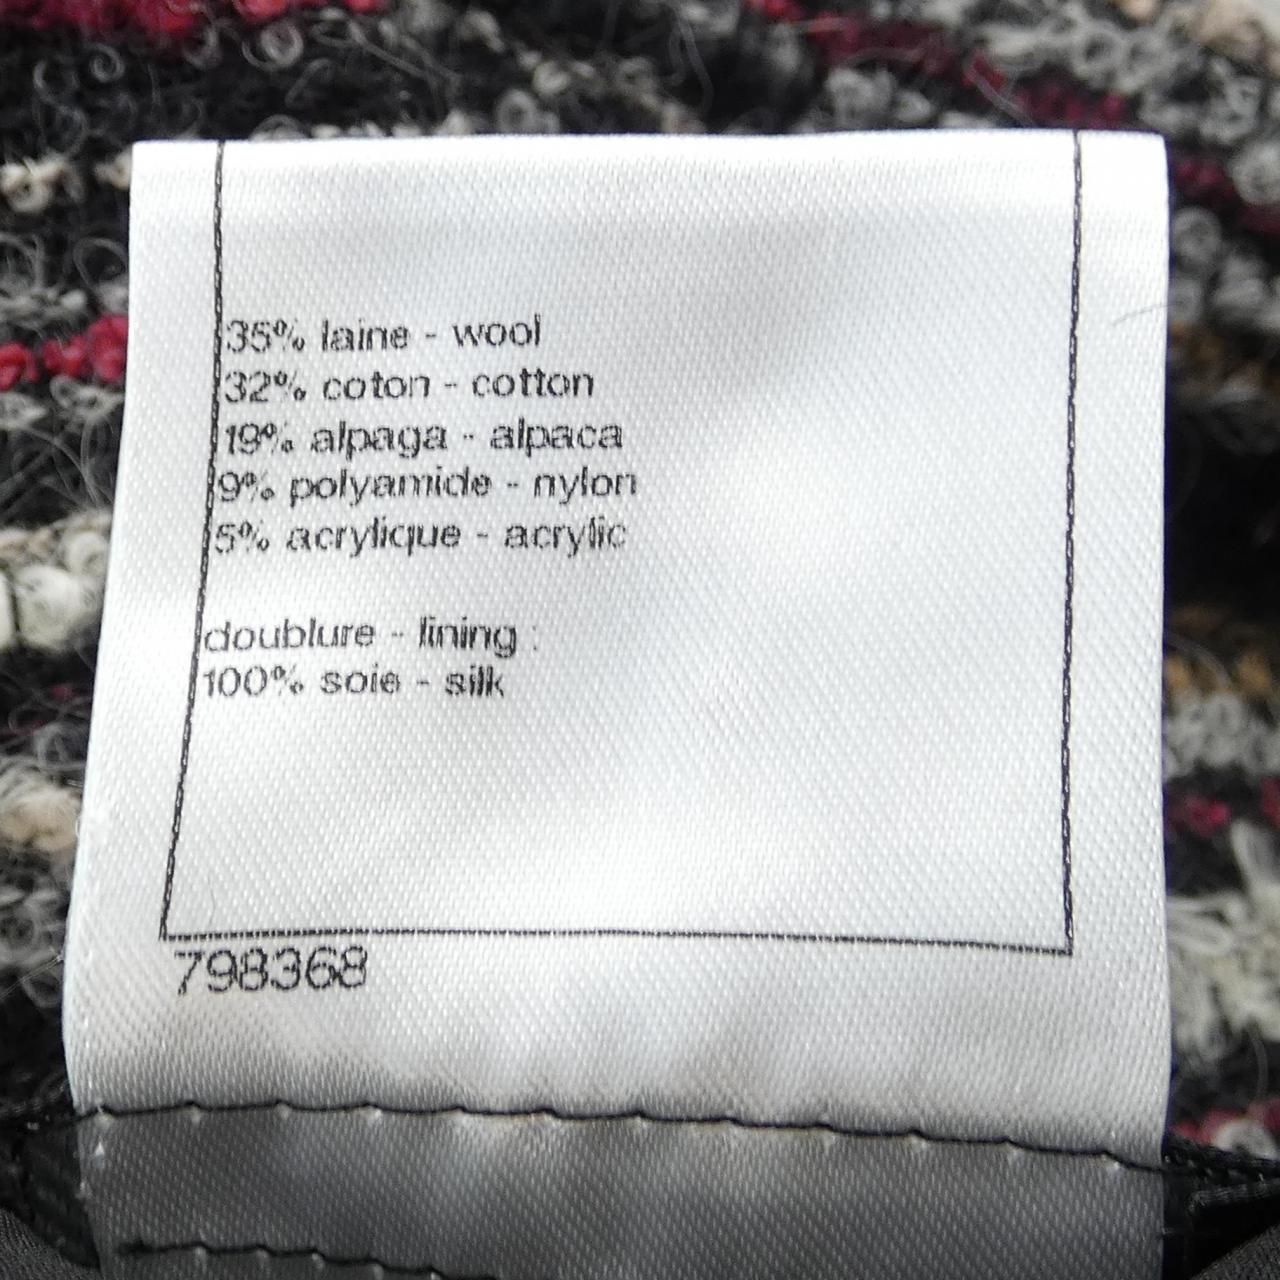 35% laine - wool
32% coton - cotton
19% alpaga - alpaca
9% polyamide - nylon
5% acrylique - acrylic
doublure - lining :
100% soie - silk
798368